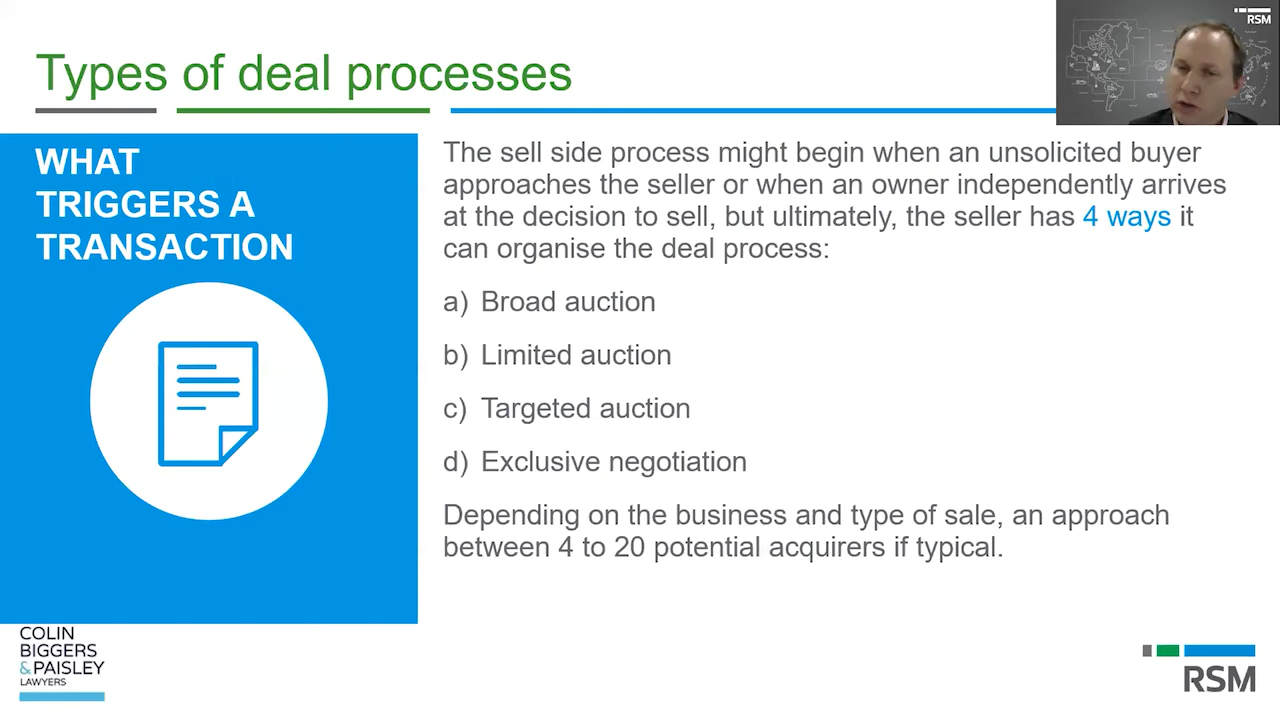 Types of deal processes
RSM
WHAT
TRIGGERS A
TRANSACTION
The sell side process might begin when an unsolicited buyer
approaches the seller or when an owner independently arrives
at the decision to sell, but ultimately, the seller has 4 ways it
can organise the deal process:
a) Broad auction
b) Limited auction
c) Targeted auction
d) Exclusive negotiation
Depending on the business and type of sale, an approach
between 4 to 20 potential acquirers if typical.
COLIN
BIGGERS
&PAISLEY
LAWYERS
RSM